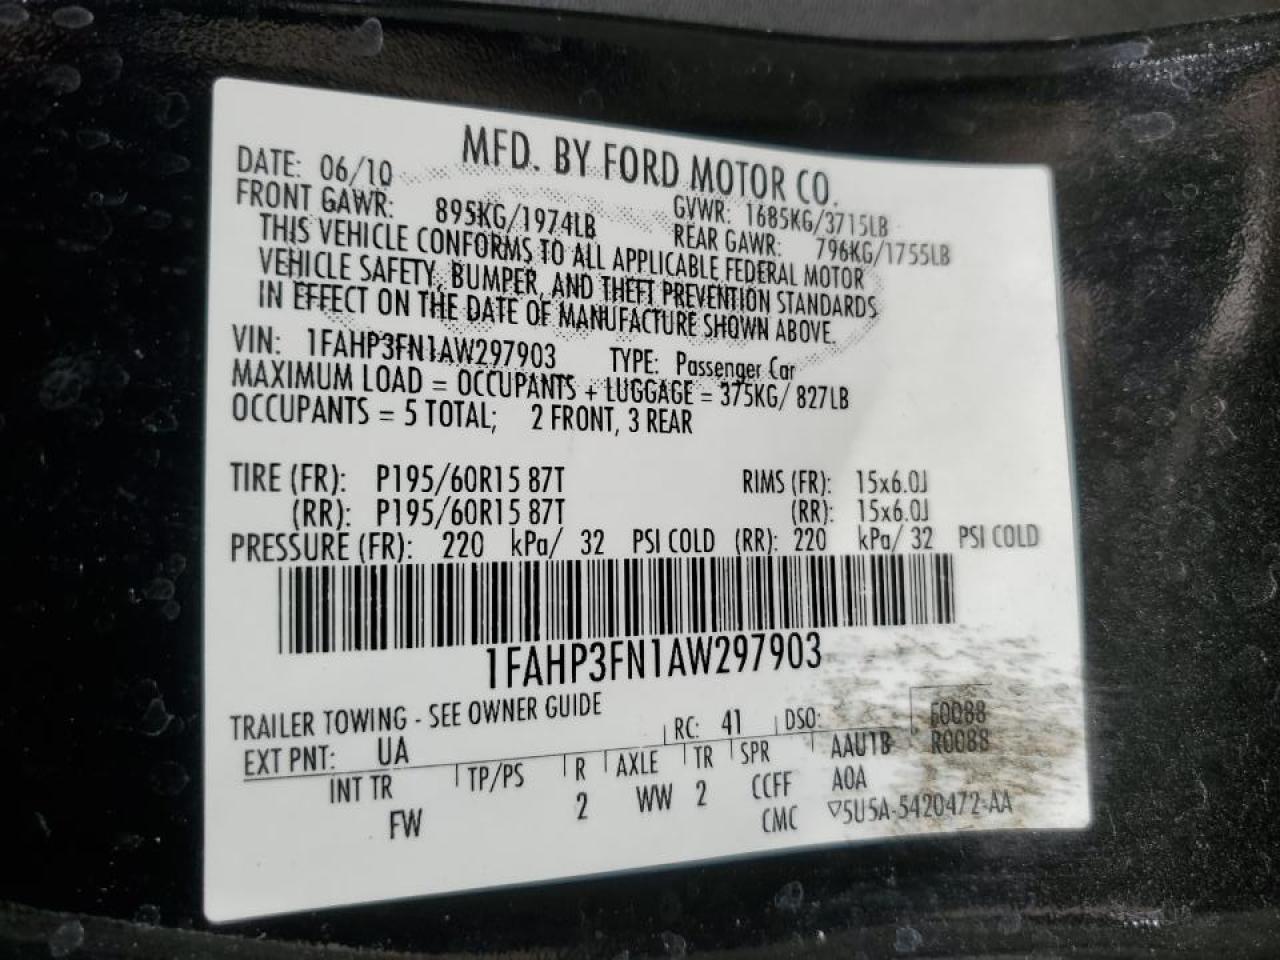 MFD. BY FORD MOTOR CO.
DATE: 06/10 GVWR: 1685KG/3715LB
FRONT GAWR: 895KG/1974LB REAR GAWR: 796KG/1755LB
THIS VEHICLE CONFORMS TO ALL APPLICABLE FEDERAL MOTOR
VEHICLE SAFETY, BUMPER, AND THEFT PREVENTION STANDARDS
IN EFFECT ON THE DATE OF MANUFACTURE SHOWN ABOVE.
VIN: 1FAHP3FN1AW297903 TYPE: Passenger Car
MAXIMUM LOAD = OCCUPANTS + LUGGAGE = 375KG/ 827LB
OCCUPANTS = 5 TOTAL; 2 FRONT, 3 REAR
TIRE (FR): P195/60R15 87T RIMS (FR): 15x6.0J
(RR): P195/60R15 87T (RR): 15x6.0J
PRESSURE (FR): 220 kPa/ 32 PSI COLD (RR): 220 kPa/ 32 PSI COLD
1FAHP3FN1AW297903
TRAILER TOWING - SEE OWNER GUIDE F0088
EXT PNT: UA RC: 41 DSO: R0088
INT TR TP/PS R AXLE TR SPR AAUTB
FW 2 WW 2 CCFF A0A
CMC ▽5U5A-5420472-AA